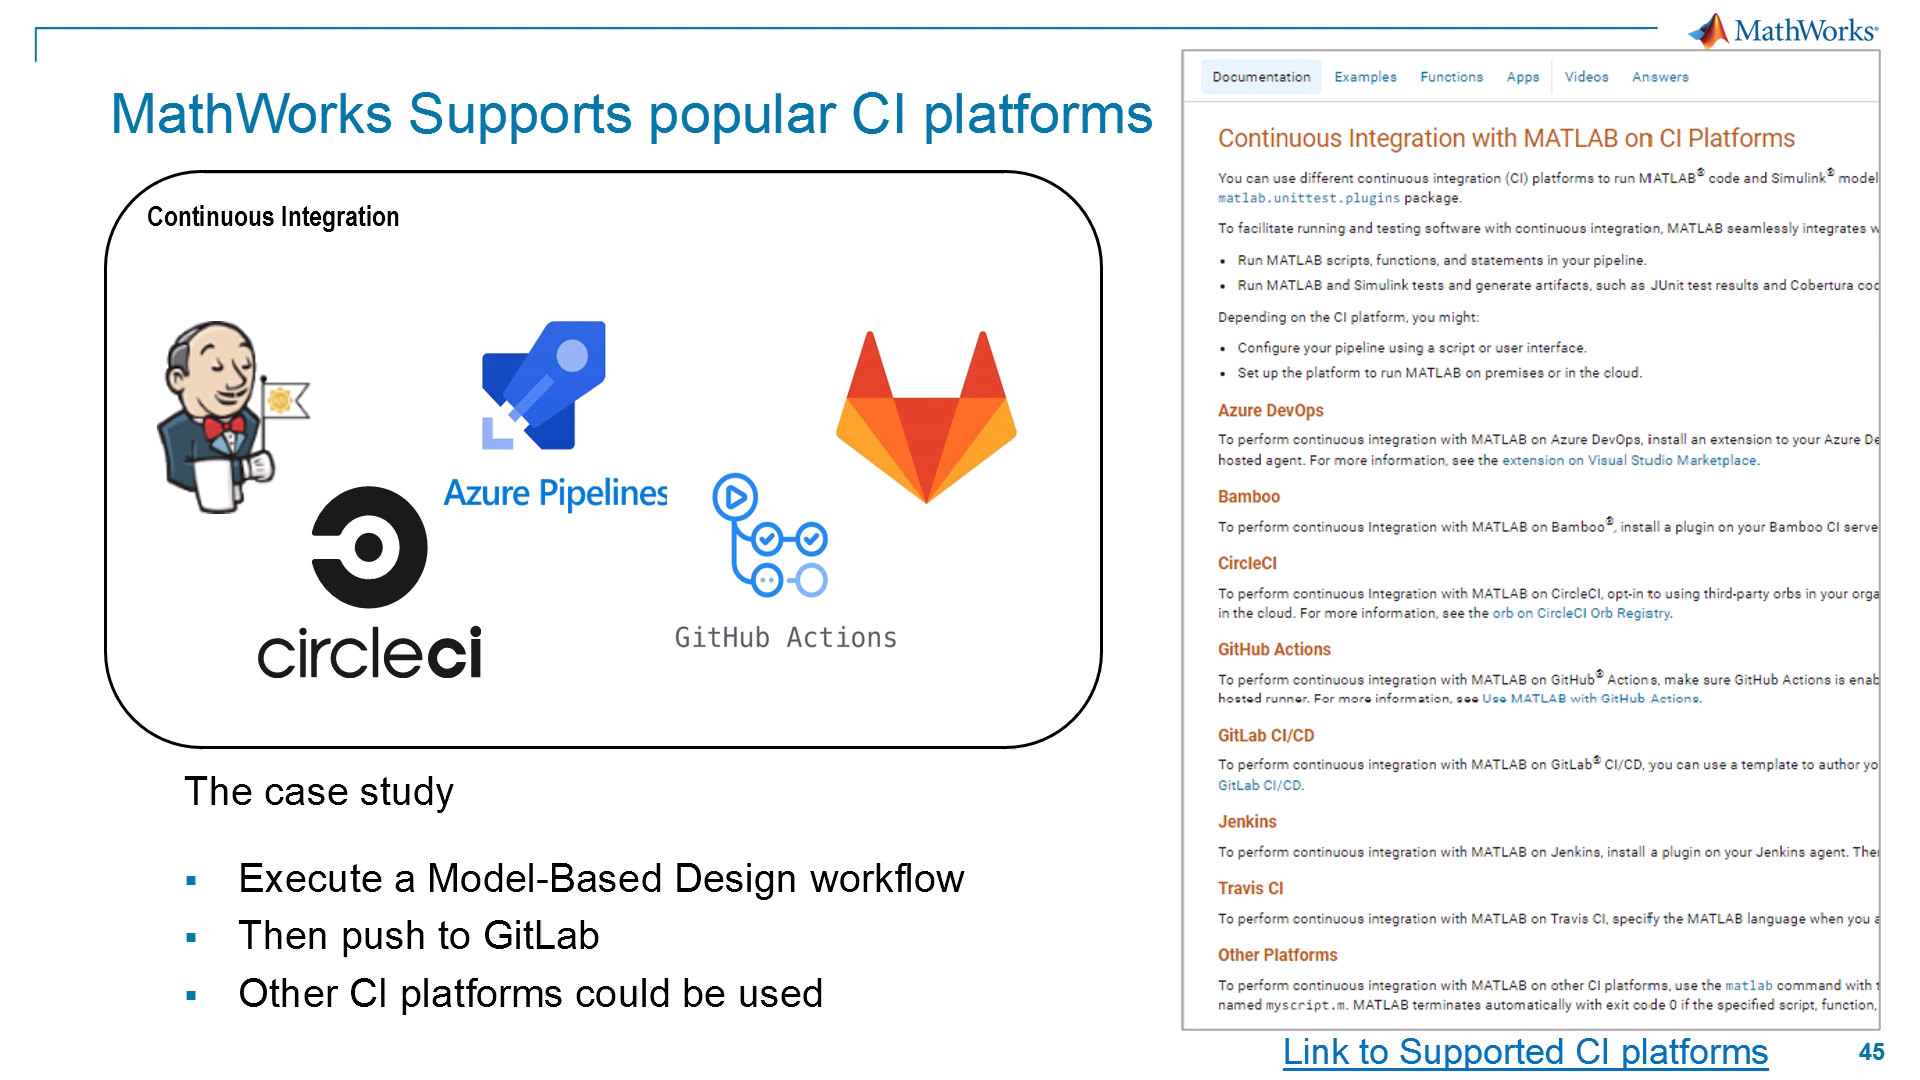 MathWorks®
MathWorks Supports popular CI platforms
Continuous Integration
Azure Pipelines
circleci
GitHub Actions
The case study
Execute a Model-Based Design workflow
Then push to GitLab
Other CI platforms could be used
Documentation Examples Functions Apps Videos Answers
Continuous Integration with MATLAB on CI Platforms
You can use different continuous integration (CI) platforms to run MATLAB® code and Simulink® model
matlab.unittest.plugins package.
To facilitate running and testing software with continuous integration, MATLAB seamlessly integrates w
• Run MATLAB scripts, functions, and statements in your pipeline.
• Run MATLAB and Simulink tests and generate artifacts, such as JUnit test results and Cobertura coc
Depending on the CI platform, you might:
• Configure your pipeline using a script or user interface.
• Set up the platform to run MATLAB on premises or in the cloud.
Azure DevOps
To perform continuous integration with MATLAB on Azure DevOps, install an extension to your Azure De
hosted agent. For more information, see the extension on Visual Studio Marketplace.
Bamboo
To perform continuous Integration with MATLAB on Bamboo®, install a plugin on your Bamboo CI serve
CircleCI
To perform continuous Integration with MATLAB on CircleCI, opt-in to using third-party orbs in your orga
in the cloud. For more information, see the orb on CircleCI Orb Registry.
GitHub Actions
To perform continuous integration with MATLAB on GitHub® Actions, make sure GitHub Actions is enab
hosted runner. For more information, see Use MATLAB with GitHub Actions.
GitLab CI/CD
To perform continuous integration with MATLAB on GitLab® CI/CD, you can use a template to author yo
GitLab CI/CD.
Jenkins
To perform continuous integration with MATLAB on Jenkins, install a plugin on your Jenkins agent. The
Travis CI
To perform continuous integration with MATLAB on Travis CI, specify the MATLAB language when you a
Other Platforms
To perform continuous integration with MATLAB on other CI platforms, use the matlab command with t
named myscript.m. MATLAB terminates automatically with exit code 0 if the specified script, function,
Link to Supported CI platforms
45